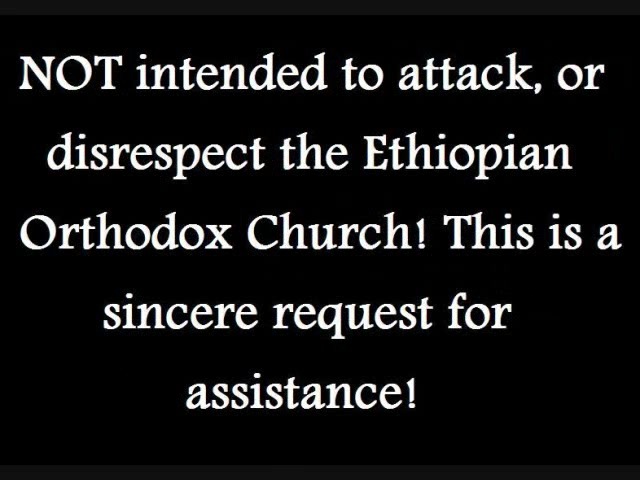 NOT intended to attack, or
disrespect the Ethiopian
Orthodox Church! This is a
sincere request for
assistance!